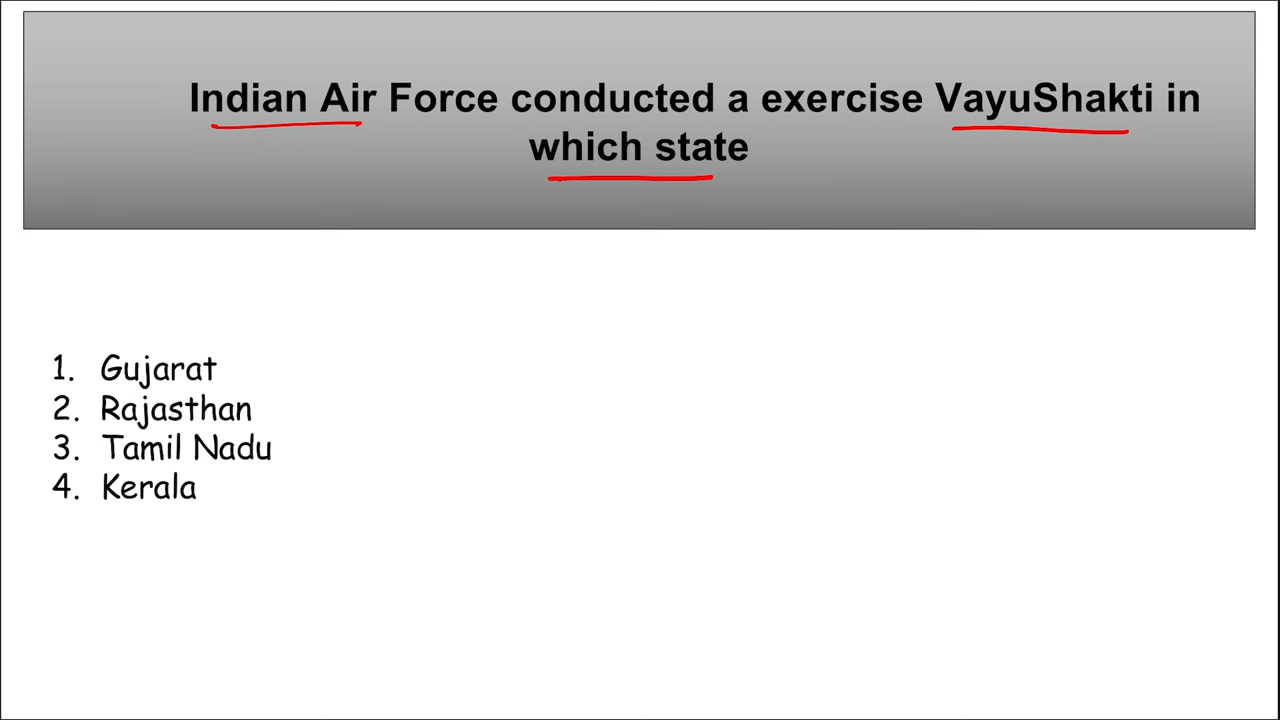 Indian Air Force conducted a exercise VayuShakti in
which state
1. Gujarat
2. Rajasthan
3. Tamil Nadu
4. Kerala